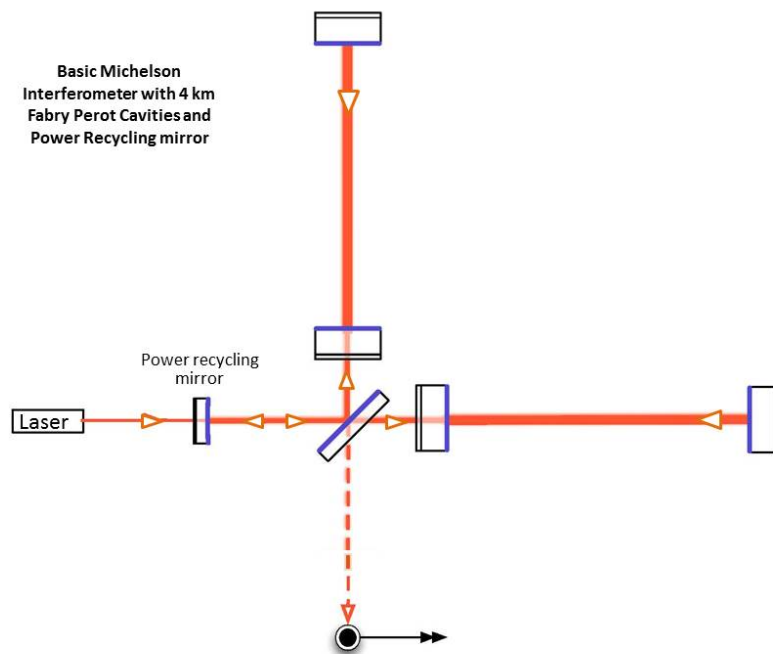 Basic Michelson
Interferometer with 4 km
Fabry Perot Cavities and
Power Recycling mirror
Power recycling
mirror
Laser